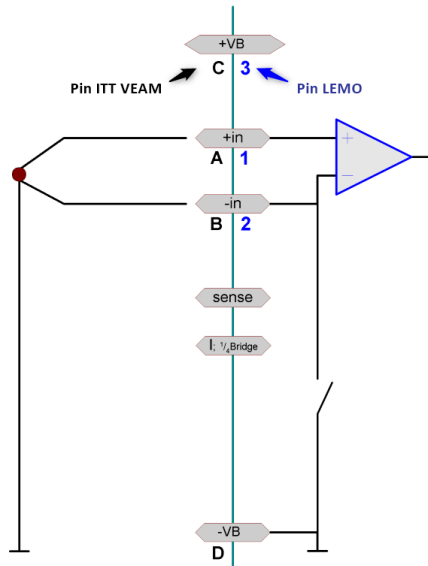 +VB
Pin ITT VEAM C 3 Pin LEMO
+in
A 1
+
-in
−
B 2
sense
I; 1/4Bridge
-VB
D